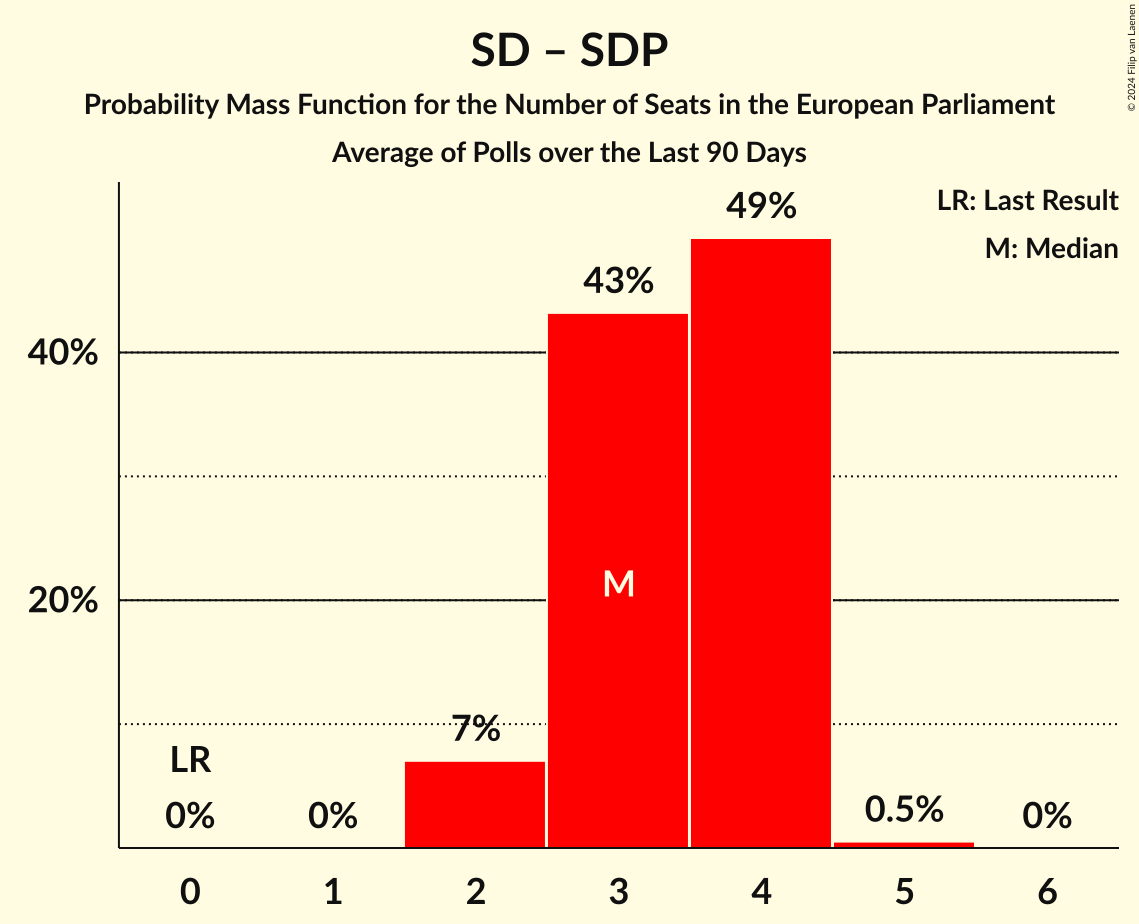 SD – SDP
Probability Mass Function for the Number of Seats in the European Parliament
Average of Polls over the Last 90 Days
© 2024 Filip van Laenen
LR: Last Result
M: Median
49%
43%
40%
M
20%
7%
LR
0%
0%
0.5%
0%
0 1 2 3 4 5 6